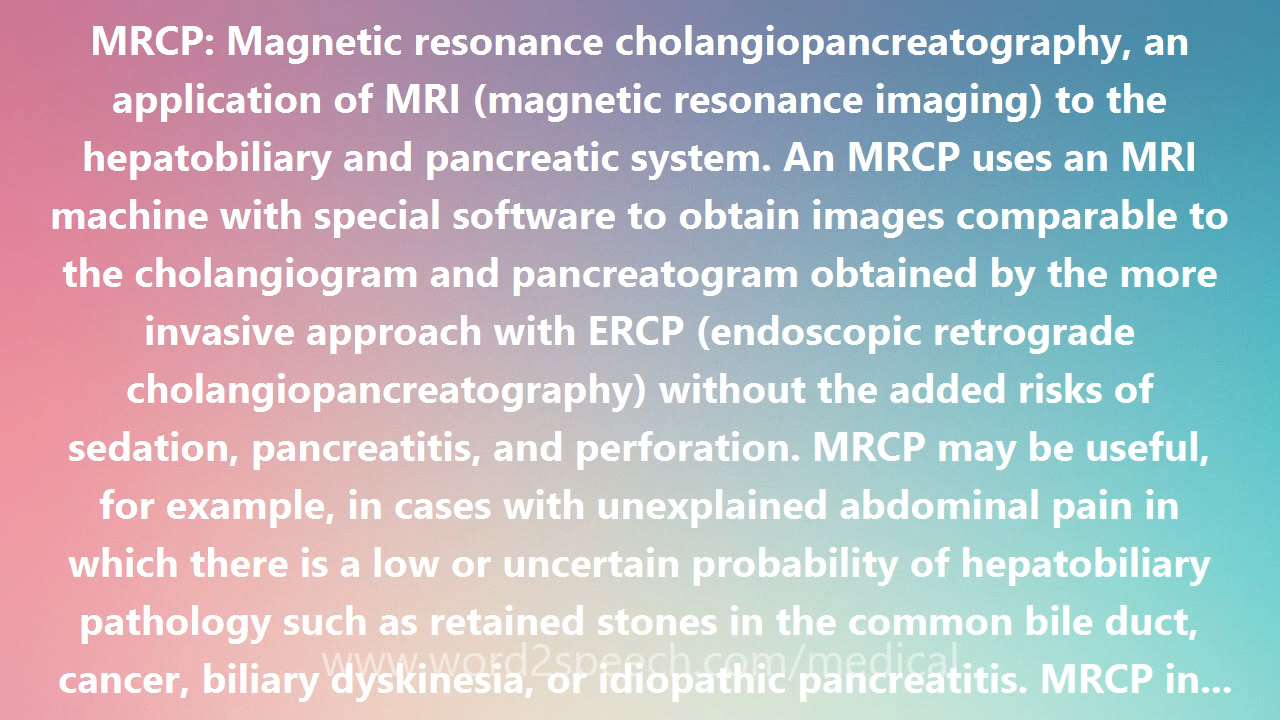 MRCP: Magnetic resonance cholangiopancreatography, an
application of MRI (magnetic resonance imaging) to the
hepatobiliary and pancreatic system. An MRCP uses an MRI
machine with special software to obtain images comparable to
the cholangiogram and pancreatogram obtained by the more
invasive approach with ERCP (endoscopic retrograde
cholangiopancreatography) without the added risks of
sedation, pancreatitis, and perforation. MRCP may be useful,
for example, in cases with unexplained abdominal pain in
which there is a low or uncertain probability of hepatobiliary
pathology such as retained stones in the common bile duct,
www.word2speech.com/medical
cancer, biliary dyskinesia, or idiopathic pancreatitis. MRCP in...